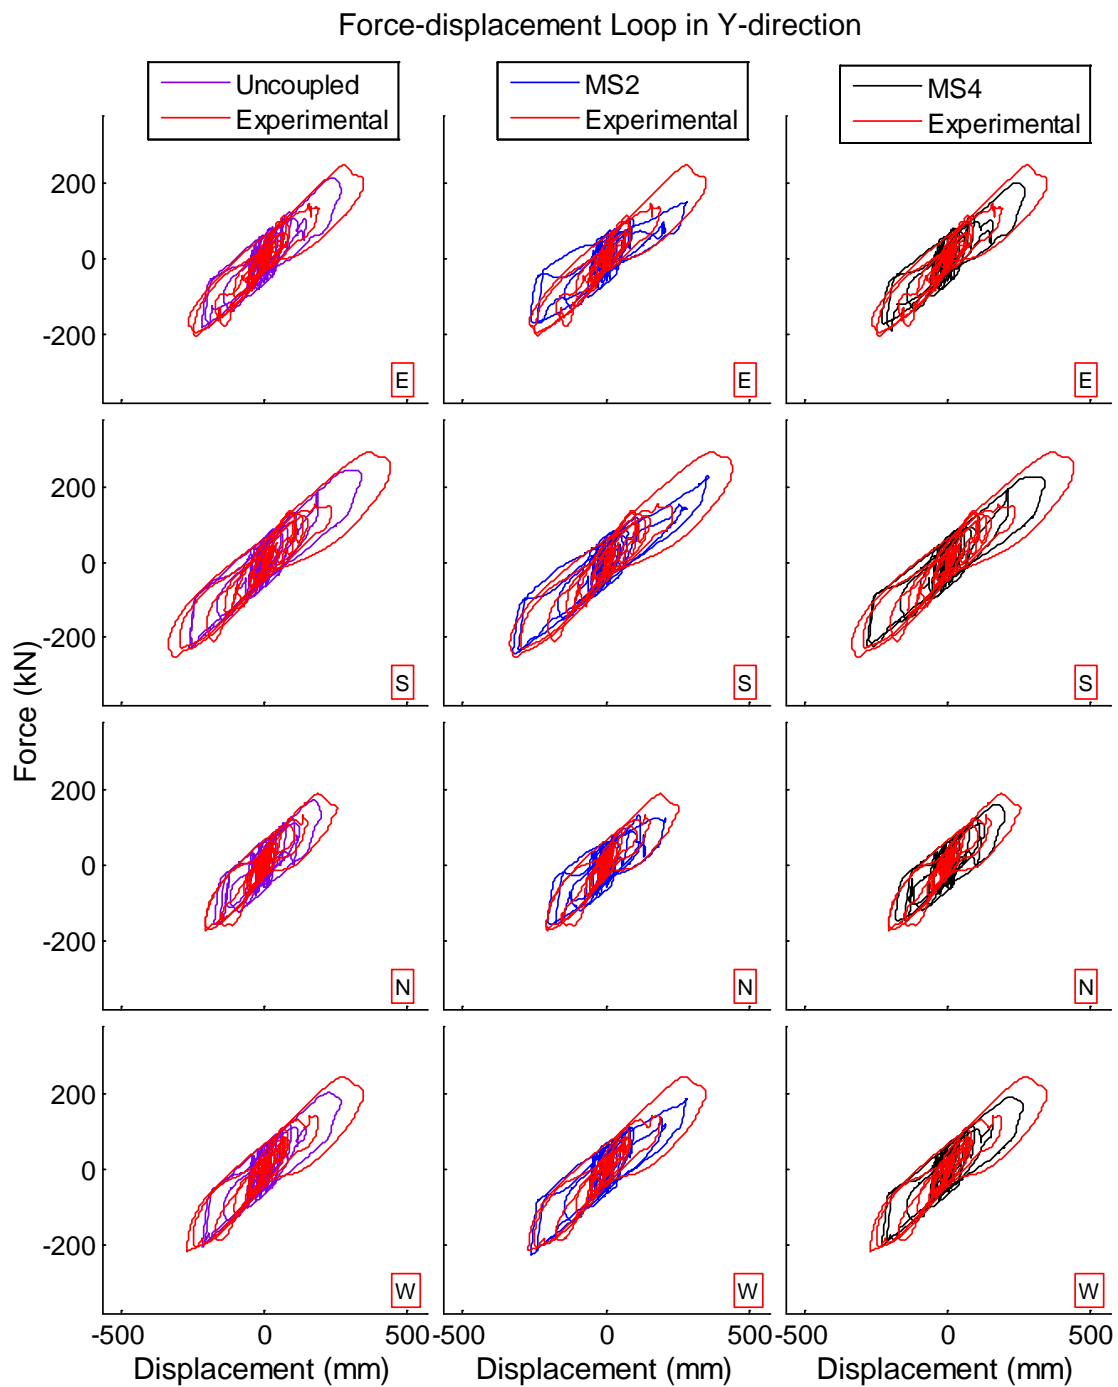 Force-displacement Loop in Y-direction
Uncoupled
Experimental
MS2
Experimental
MS4
Experimental
200
0
-200
E
E
E
200
0
-200
S
S
S
Force (kN)
200
0
-200
N
N
N
200
0
-200
W
W
W
-500 0 500
-500 0 500
-500 0 500
Displacement (mm)
Displacement (mm)
Displacement (mm)